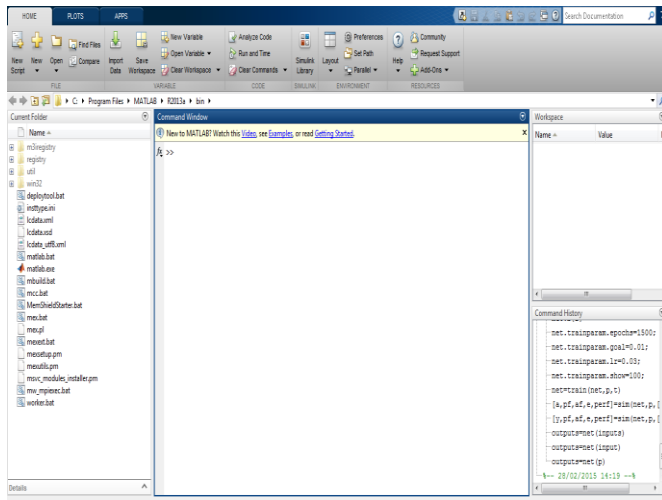 HOME PLOTS APPS Search Documentation
New Script New Open Find Files Compare Import Data Save Workspace New Variable Open Variable Clear Workspace Analyze Code Run and Time Clear Commands Simulink Library Layout Preferences Set Path Parallel Help Community Request Support Add-Ons
FILE VARIABLE CODE SIMULINK ENVIRONMENT RESOURCES
C: Program Files MATLAB R2013a bin
Current Folder
Name
m3iregistry
registry
util
win32
deploytool.bat
insttype.ini
lcdata.xml
lcdata.xsd
lcdata_utf8.xml
matlab.bat
matlab.exe
mbuild.bat
mcc.bat
MemShieldStarter.bat
mex.bat
mex.pl
mexext.bat
mexsetup.pm
mexutils.pm
msvc_modules_installer.pm
mw_mpiexec.bat
worker.bat
Details
Command Window
New to MATLAB? Watch this Video, see Examples, or read Getting Started. x
fx >>
Workspace
Name Value
Command History
net.trainparam.epochs=1500;
net.trainparam.goal=0.01;
net.trainparam.lr=0.03;
net.trainparam.show=100;
net=train(net,p,t)
[a,pf,af,e,perf]=sim(net,p,[
[y,pf,af,e,perf]=sim(net,p,[
outputs=net(inputs)
outputs=net(input)
outputs=net(p)
%-- 28/02/2015 14:19 --%